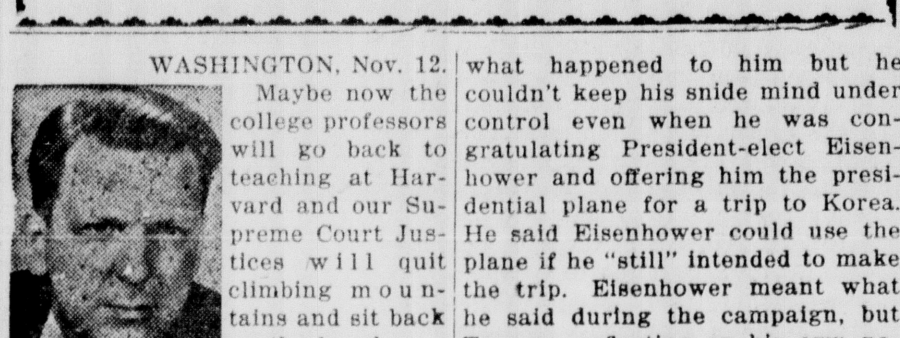 WASHINGTON, Nov. 12.
Maybe now the
college professors
will go back to
teaching at Har-
vard and our Su-
preme Court Jus-
tices will quit
climbing moun-
tains and sit back
what happened to him but he
couldn't keep his snide mind under
control even when he was con-
gratulating President-elect Eisen-
hower and offering him the presi-
dential plane for a trip to Korea.
He said Eisenhower could use the
plane if he "still" intended to make
the trip. Eisenhower meant what
he said during the campaign, but